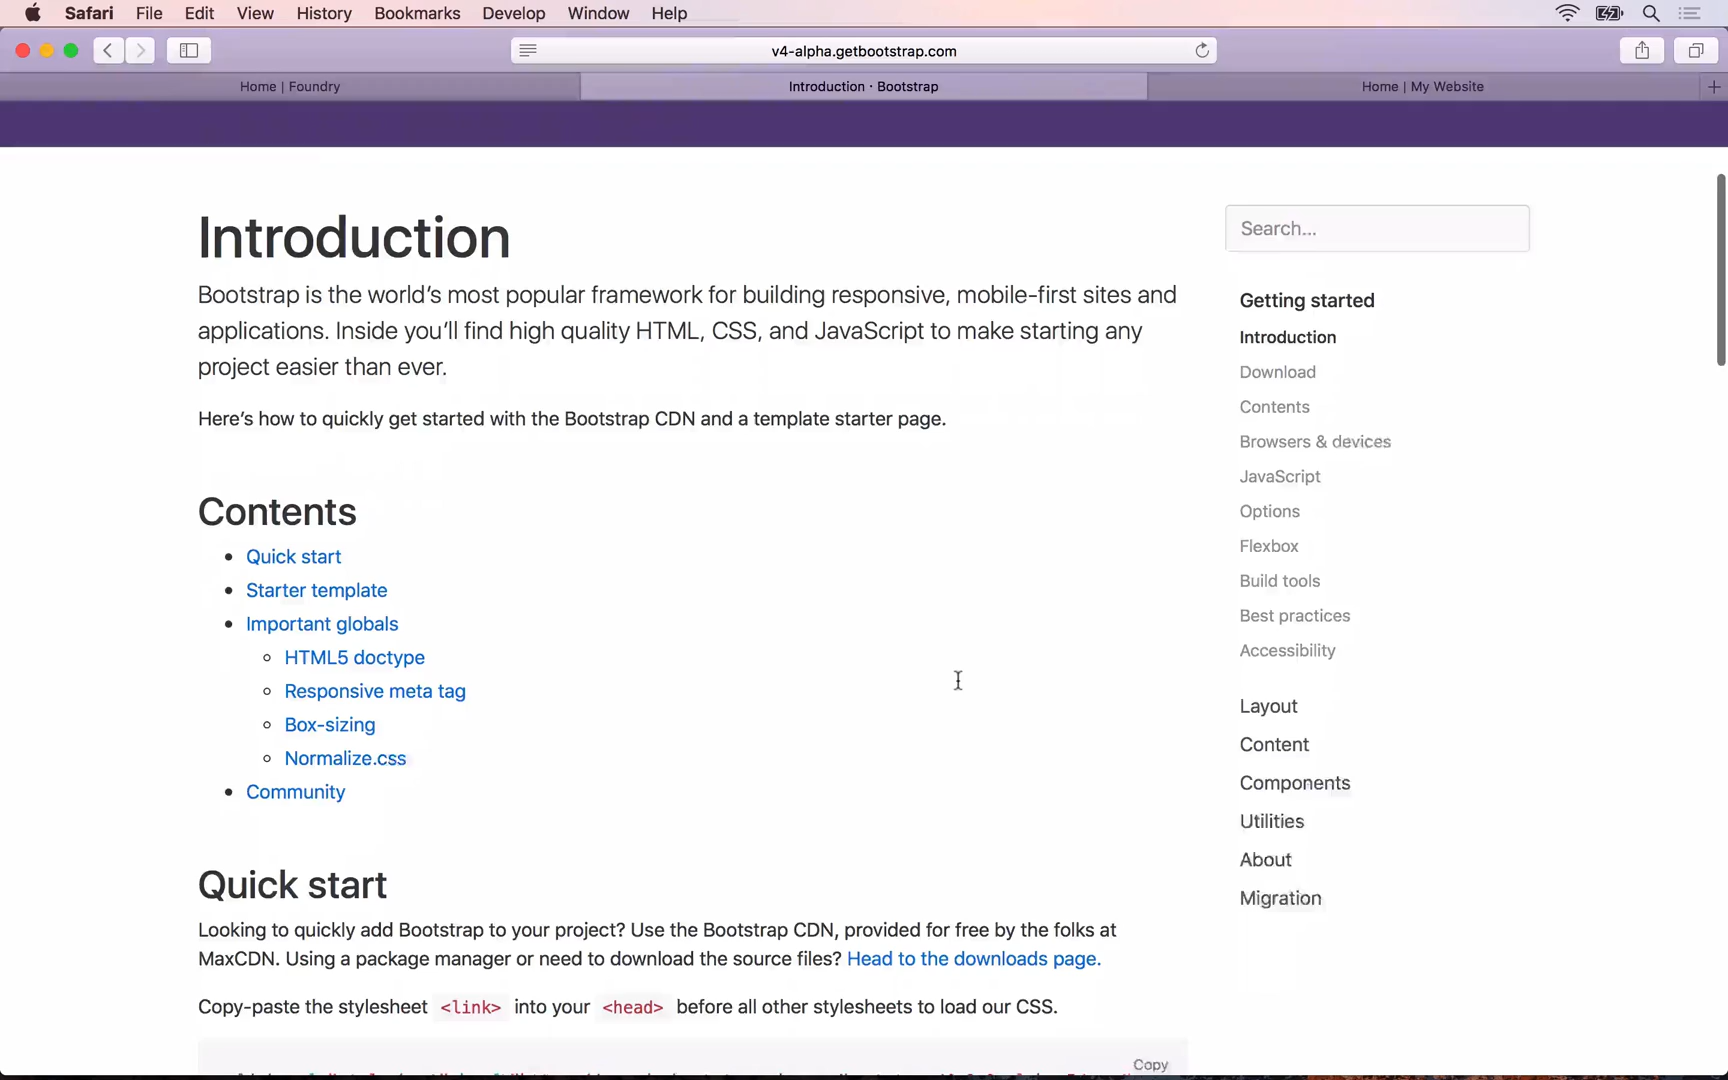 Safari File Edit View History Bookmarks Develop Window Help
v4-alpha.getbootstrap.com
Home | Foundry
Introduction · Bootstrap
Home | My Website
Introduction
Bootstrap is the world’s most popular framework for building responsive, mobile-first sites and
applications. Inside you’ll find high quality HTML, CSS, and JavaScript to make starting any
project easier than ever.
Here’s how to quickly get started with the Bootstrap CDN and a template starter page.
Contents
Quick start
Starter template
Important globals
HTML5 doctype
Responsive meta tag
Box-sizing
Normalize.css
Community
Quick start
Looking to quickly add Bootstrap to your project? Use the Bootstrap CDN, provided for free by the folks at
MaxCDN. Using a package manager or need to download the source files? Head to the downloads page.
Copy-paste the stylesheet <link> into your <head> before all other stylesheets to load our CSS.
Copy
Search...
Getting started
Introduction
Download
Contents
Browsers & devices
JavaScript
Options
Flexbox
Build tools
Best practices
Accessibility
Layout
Content
Components
Utilities
About
Migration